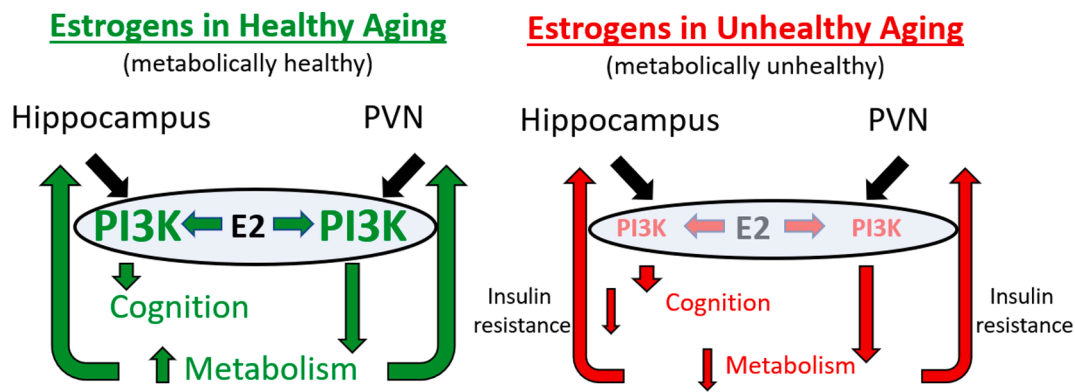 Estrogens in Healthy Aging
(metabolically healthy)
Hippocampus
PVN
PI3K
E2
PI3K
Cognition
Metabolism
Estrogens in Unhealthy Aging
(metabolically unhealthy)
Hippocampus
PVN
PI3K
E2
PI3K
Insulin
resistance
Cognition
Metabolism
Insulin
resistance